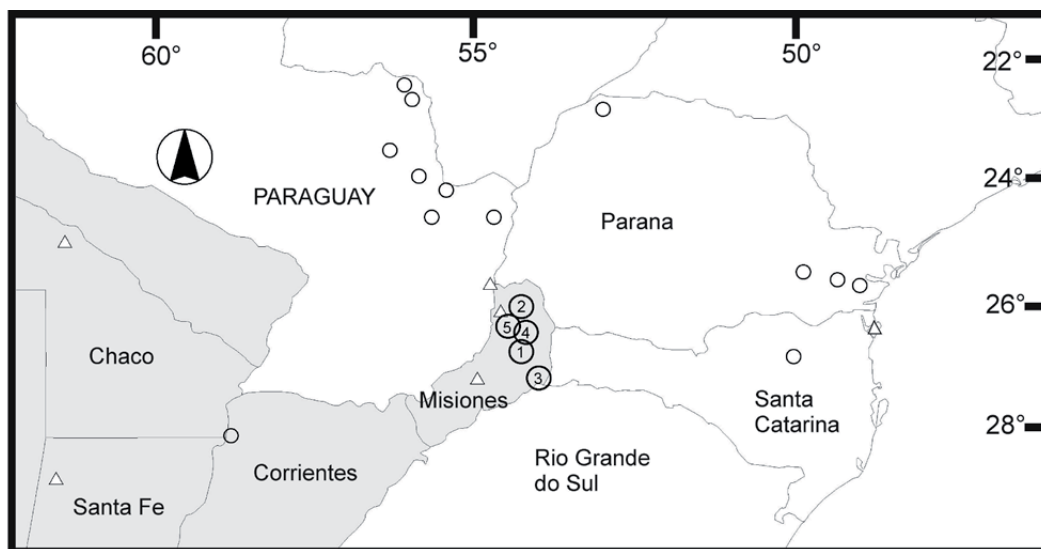 60°
55°
50°
22°
24°
PARAGUAY
Parana
26°
2
5
4
1
Chaco
3
Misiones
Santa
Catarina
28°
Corrientes
Rio Grande
do Sul
Santa Fe